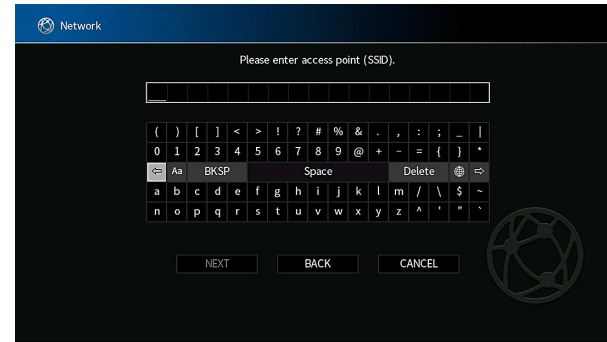 Network
Please enter access point (SSID).
( ) [ ] < > ! ? # % & . , : ; _ |
0 1 2 3 4 5 6 7 8 9 @ + - = { } *
⇦ Aa BKSP Space Delete 🌐 ⇨
a b c d e f g h i j k l m / \ $ ~
n o p q r s t u v w x y z ^ ' " `
NEXT BACK CANCEL